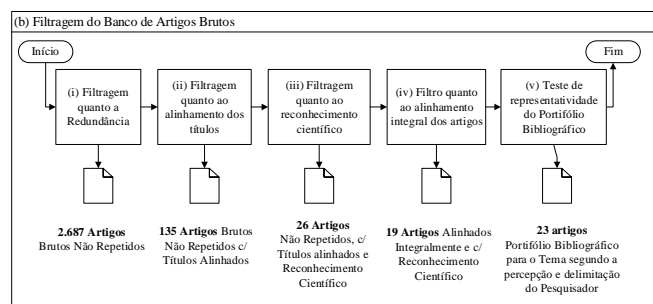 (b) Filtragem do Banco de Artigos Brutos
Início
Fim
(i) Filtragem
quanto a
Redundância
(ii) Filtragem
quanto ao
alinhamento dos
títulos
(iii) Filtragem
quanto ao
reconhecimento
científico
(iv) Filtro quanto
ao alinhamento
integral dos artigos
(v) Teste de
representatividade
do Portifólio
Bibliográfico
2.687 Artigos
Brutos Não Repetidos
135 Artigos Brutos
Não Repetidos c/
Títulos Alinhados
26 Artigos
Não Repetidos, c/
Títulos alinhados e
Reconhecimento
Científico
19 Artigos Alinhados
Integralmente e c/
Reconhecimento
Científico
23 artigos
Portifólio Bibliográfico
para o Tema segundo a
percepção e delimitação
do Pesquisador